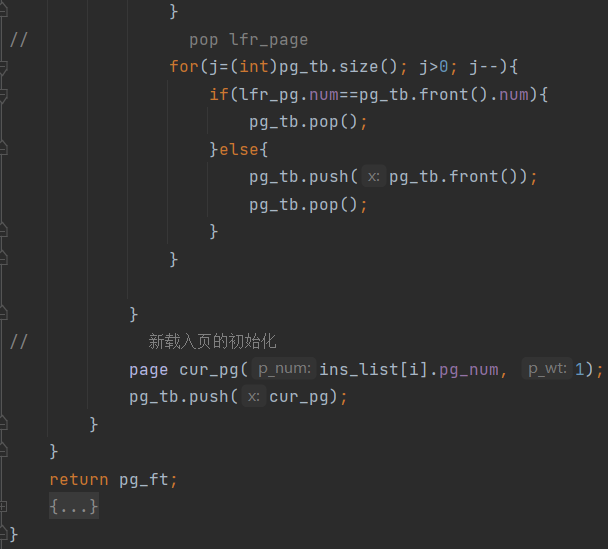 }
// pop lfr_page
for(j=(int)pg_tb.size(); j>0; j--){
if(lfr_pg.num==pg_tb.front().num){
pg_tb.pop();
}else{
pg_tb.push( x: pg_tb.front());
pg_tb.pop();
}
}
}
// 新载入页的初始化
page cur_pg( p_num: ins_list[i].pg_num, p_wt: 1);
pg_tb.push( x: cur_pg);
}
}
return pg_ft;
{...}
}